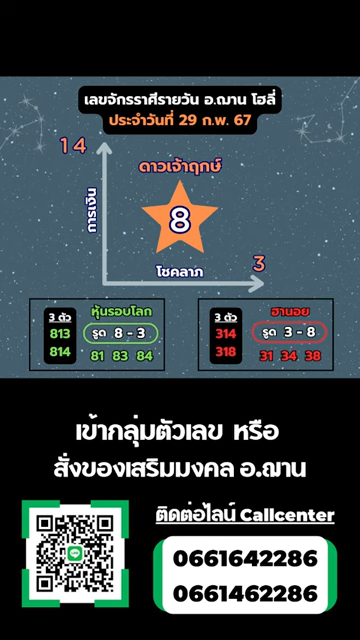 เลขจักรราศีรายวัน อ.ฌาน โฮลี่
ประจำวันที่ 29 ก.พ. 67
14
ดาวเจ้าฤกษ์
การเงิน
8
โชคลาภ
3
3 ตัว
หุ้นรอบโลก
813
รูด 8 - 3
814
81 83 84
3 ตัว
ฮานอย
314
รูด 3 - 8
318
31 34 38
เข้ากลุ่มตัวเลข หรือ
สั่งของเสริมมงคล อ.ฌาน
ติดต่อไลน์ Callcenter
0661642286
0661462286